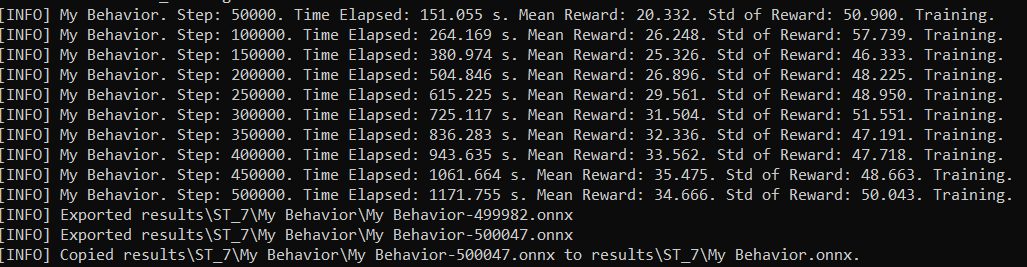 [INFO] My Behavior. Step: 50000. Time Elapsed: 151.055 s. Mean Reward: 20.332. Std of Reward: 50.900. Training.
[INFO] My Behavior. Step: 100000. Time Elapsed: 264.169 s. Mean Reward: 26.248. Std of Reward: 57.739. Training.
[INFO] My Behavior. Step: 150000. Time Elapsed: 380.974 s. Mean Reward: 25.326. Std of Reward: 46.333. Training.
[INFO] My Behavior. Step: 200000. Time Elapsed: 504.846 s. Mean Reward: 26.896. Std of Reward: 48.225. Training.
[INFO] My Behavior. Step: 250000. Time Elapsed: 615.225 s. Mean Reward: 29.561. Std of Reward: 48.950. Training.
[INFO] My Behavior. Step: 300000. Time Elapsed: 725.117 s. Mean Reward: 31.504. Std of Reward: 51.551. Training.
[INFO] My Behavior. Step: 350000. Time Elapsed: 836.283 s. Mean Reward: 32.336. Std of Reward: 47.191. Training.
[INFO] My Behavior. Step: 400000. Time Elapsed: 943.635 s. Mean Reward: 33.562. Std of Reward: 47.718. Training.
[INFO] My Behavior. Step: 450000. Time Elapsed: 1061.664 s. Mean Reward: 35.475. Std of Reward: 48.663. Training.
[INFO] My Behavior. Step: 500000. Time Elapsed: 1171.755 s. Mean Reward: 34.666. Std of Reward: 50.043. Training.
[INFO] Exported results\ST_7\My Behavior\My Behavior-499982.onnx
[INFO] Exported results\ST_7\My Behavior\My Behavior-500047.onnx
[INFO] Copied results\ST_7\My Behavior\My Behavior-500047.onnx to results\ST_7\My Behavior.onnx.